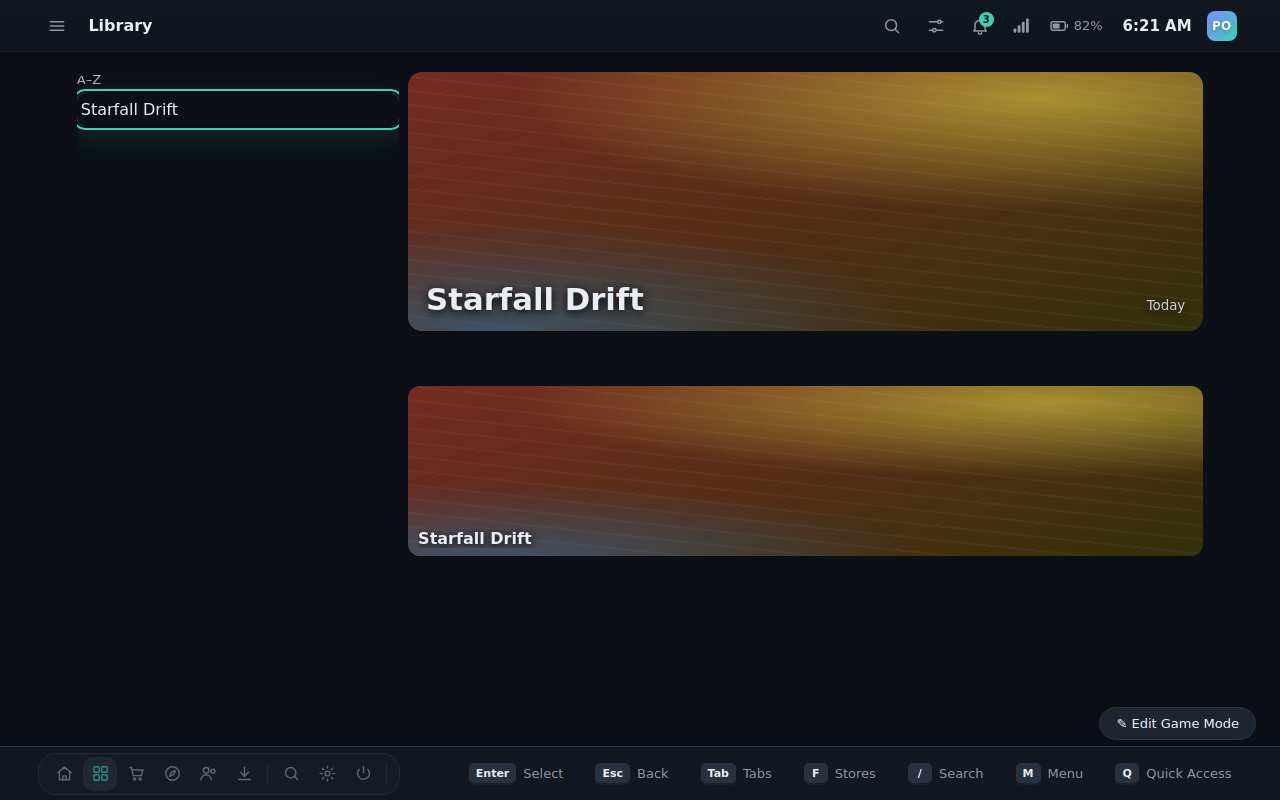 Library
3
82%
6:21 AM
PO
A–Z
Starfall Drift
Starfall Drift
Today
Starfall Drift
✎ Edit Game Mode
Enter Select
Esc Back
Tab Tabs
F Stores
/ Search
M Menu
Q Quick Access